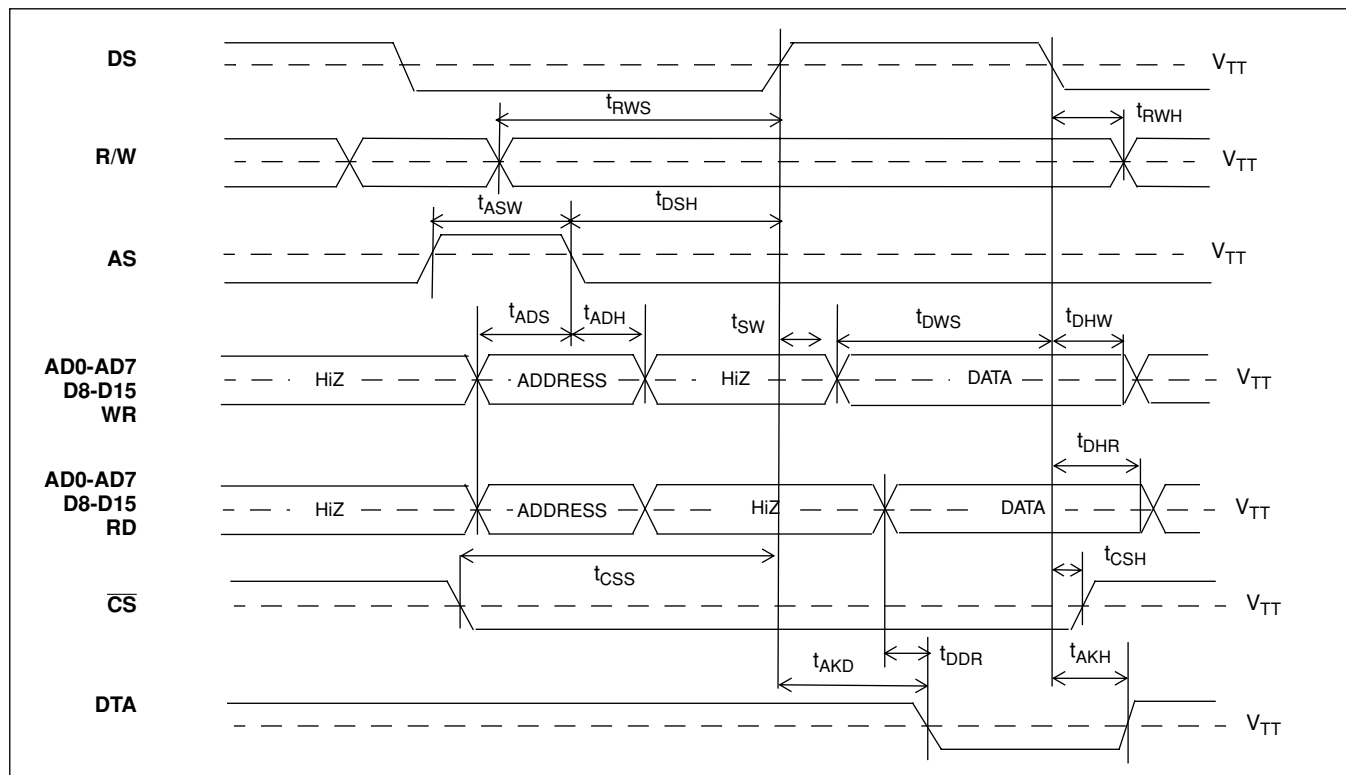 DS
V_TT
t_RWS
t_RWH
R/W
V_TT
t_ASW
t_DSH
AS
V_TT
t_ADS
t_ADH
t_SW
t_DWS
t_DHW
AD0-AD7
D8-D15
WR
HiZ
ADDRESS
HiZ
DATA
V_TT
t_DHR
AD0-AD7
D8-D15
RD
HiZ
ADDRESS
HiZ
DATA
V_TT
t_CSS
t_CSH
C̅S̅
V_TT
t_AKD
t_DDR
t_AKH
DTA
V_TT